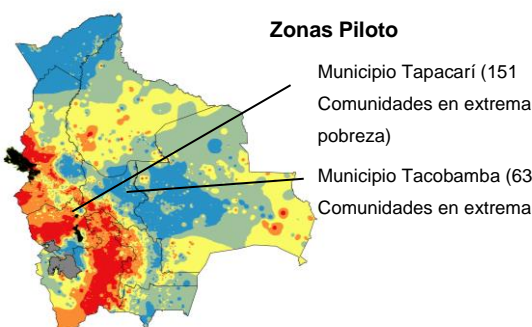 Zonas Piloto
Municipio Tapacarí (151
Comunidades en extrema
pobreza)
Municipio Tacobamba (63
Comunidades en extrema